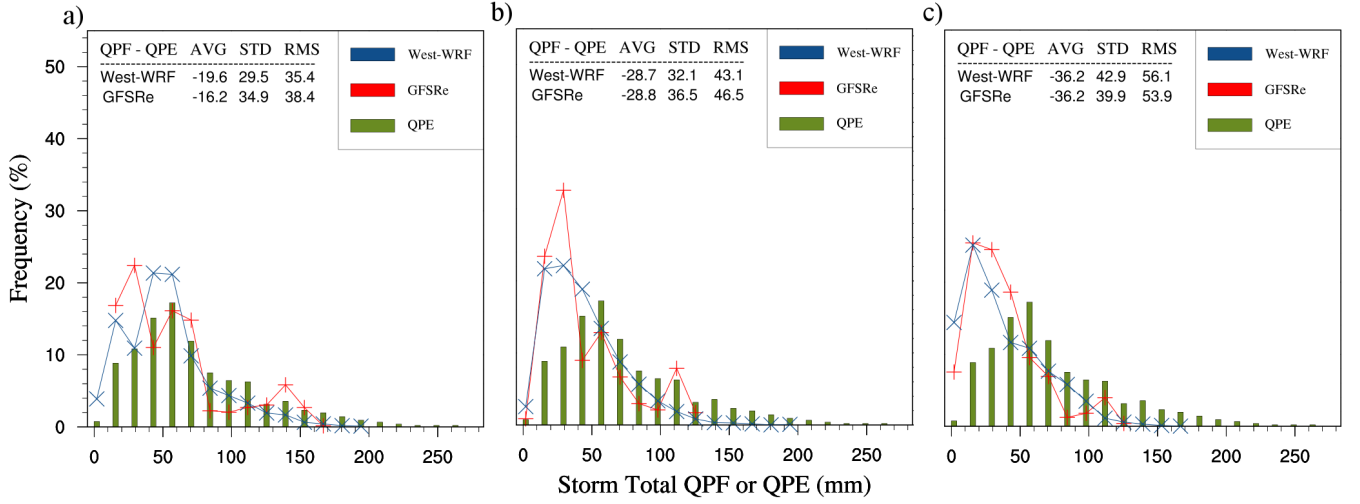 a)
QPF - QPE AVG STD RMS
West-WRF -19.6 29.5 35.4
GFSRe -16.2 34.9 38.4
West-WRF
GFSRe
QPE
b)
QPF - QPE AVG STD RMS
West-WRF -28.7 32.1 43.1
GFSRe -28.8 36.5 46.5
West-WRF
GFSRe
QPE
c)
QPF - QPE AVG STD RMS
West-WRF -36.2 42.9 56.1
GFSRe -36.2 39.9 53.9
West-WRF
GFSRe
QPE
Frequency (%)
50
40
30
20
10
0
0 50 100 150 200 250
0 50 100 150 200 250
0 50 100 150 200 250
Storm Total QPF or QPE (mm)